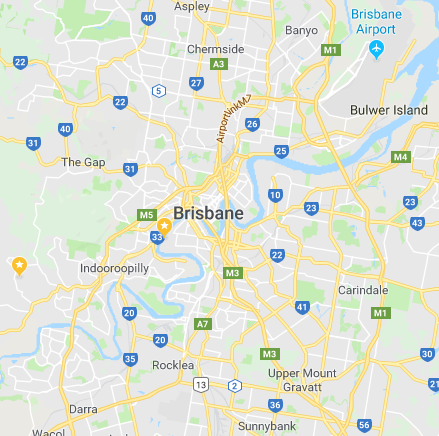 Aspley
40
Brisbane
Airport
Banyo
M1
Chermside
22
A3
27
5
22
AirportlinkM7
Bulwer Island
26
40
31
25
The Gap
M4
31
10
23
23
M5
Brisbane
43
33
22
Indooroopilly
M3
Carindale
41
20
M1
A7
20
35
M3
30
Rocklea
Upper Mount
Gravatt
13
2
21
Darra
36
Sunnybank
56
Wacol